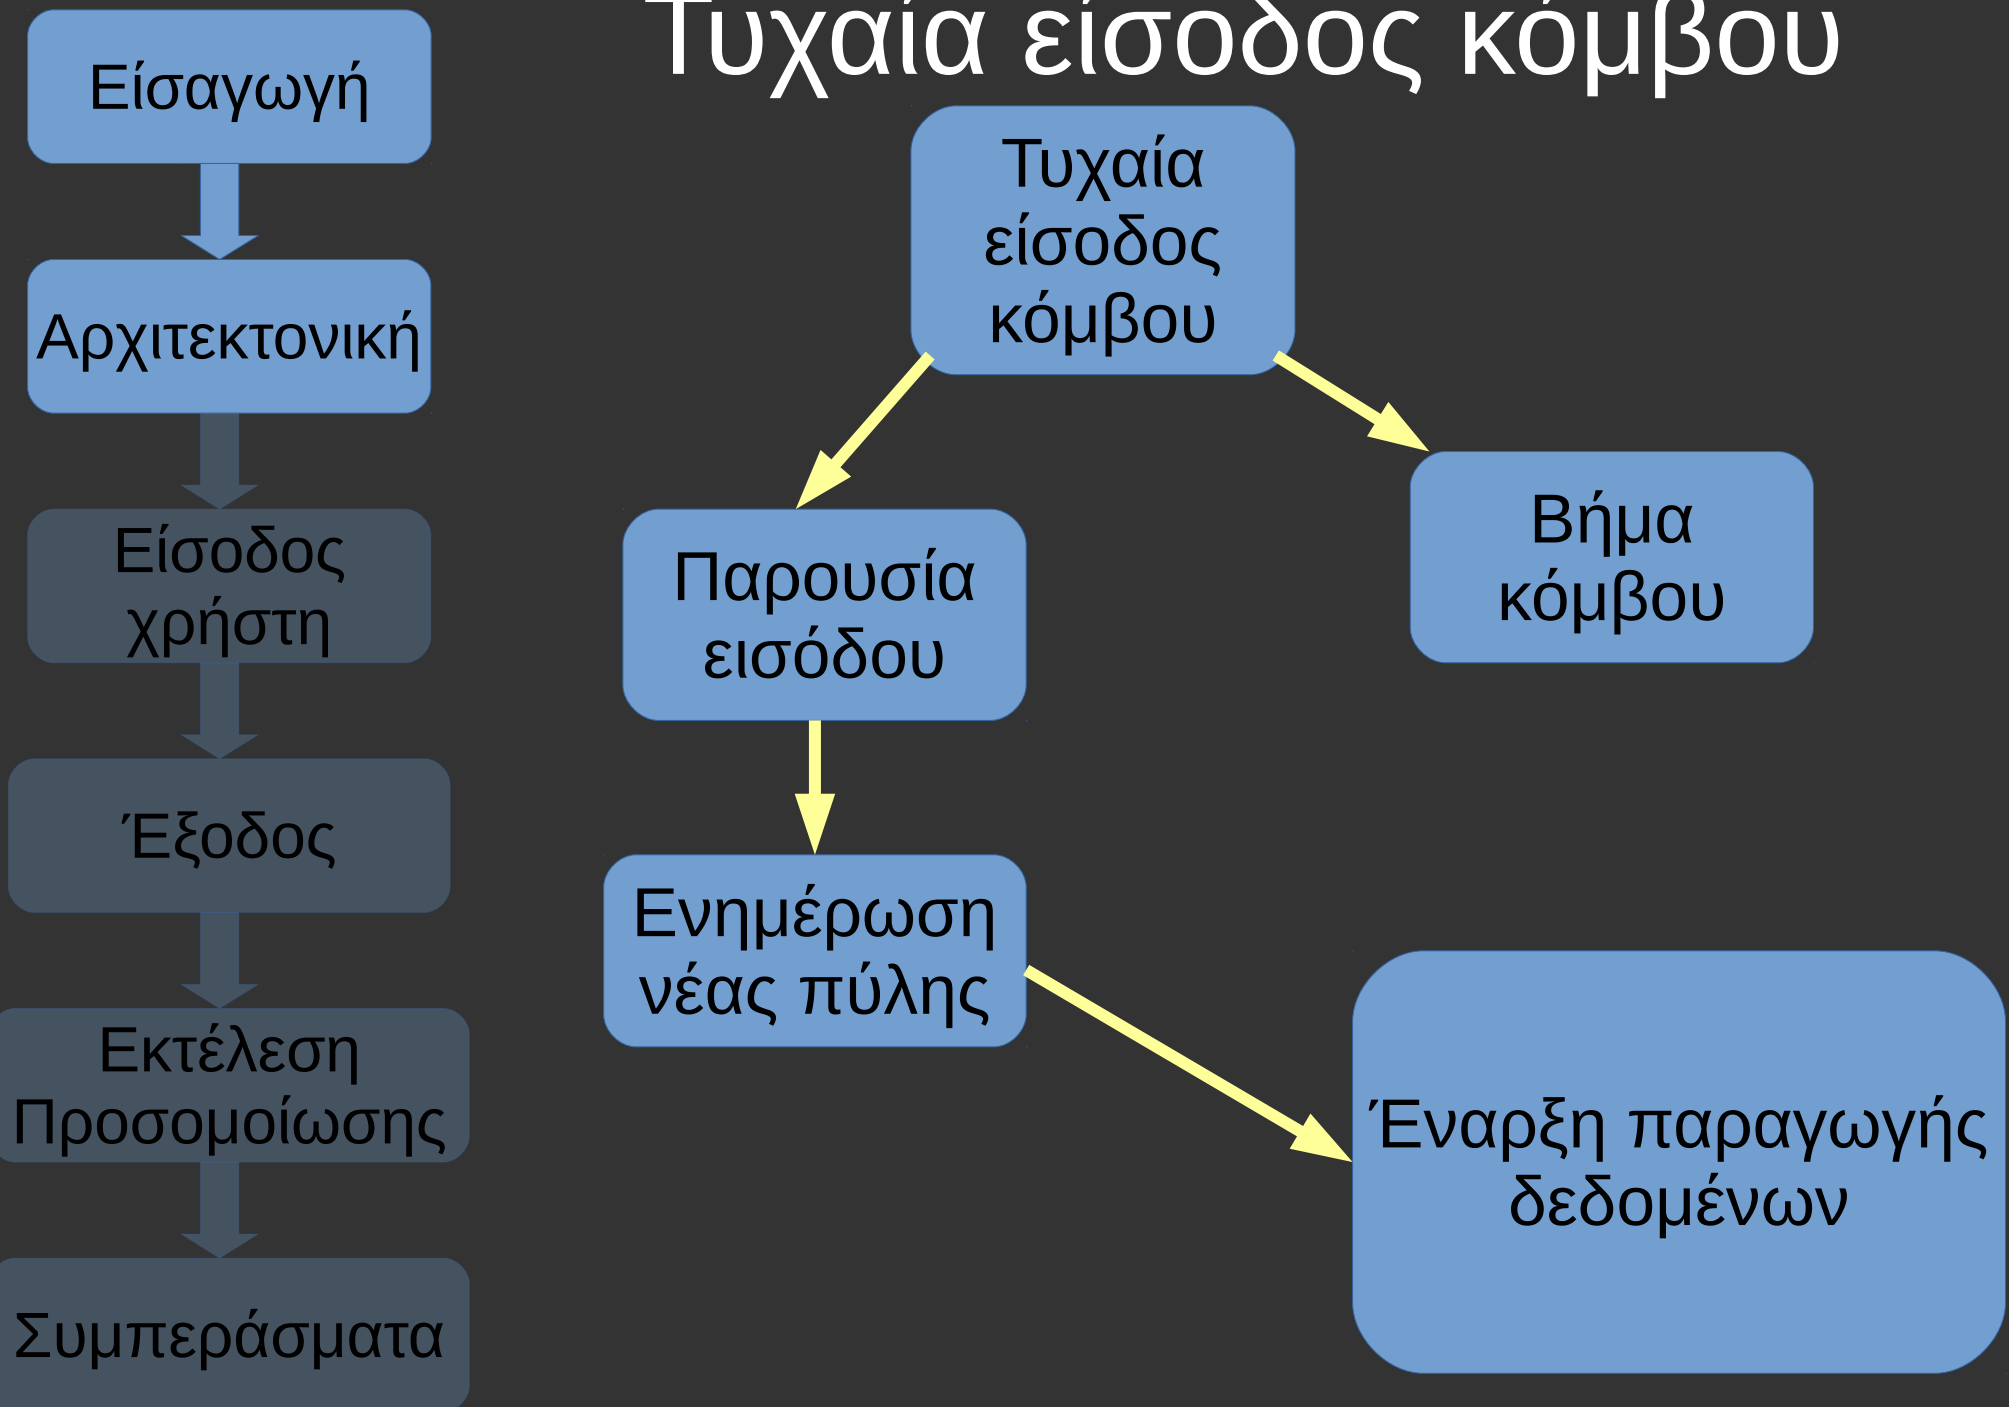 Τυχαία είσοδος κόμβου
Είσαγωγή
Αρχιτεκτονική
Είσοδος
χρήστη
Έξοδος
Εκτέλεση
Προσομοίωσης
Συμπεράσματα
Τυχαία
είσοδος
κόμβου
Παρουσία
εισόδου
Βήμα
κόμβου
Ενημέρωση
νέας πύλης
Έναρξη παραγωγής
δεδομένων